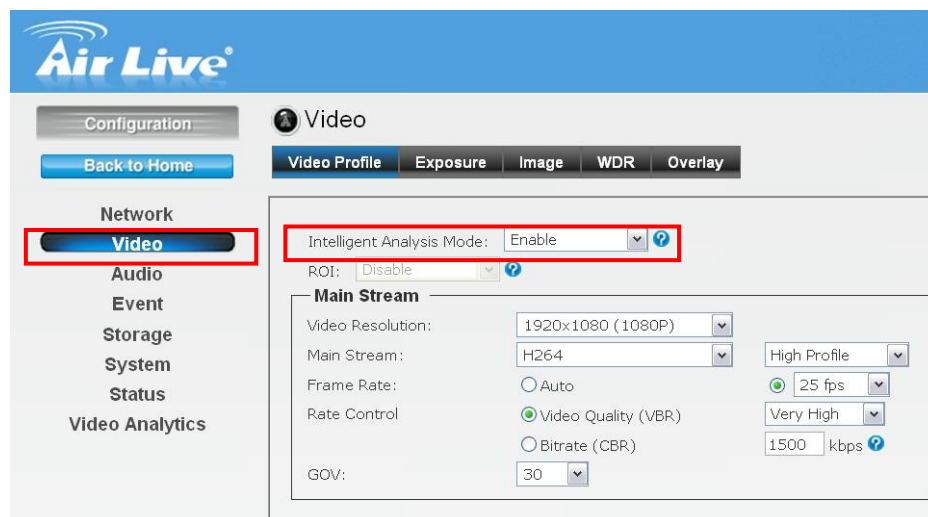 Air Live®
Configuration
Back to Home
Network
Video
Audio
Event
Storage
System
Status
Video Analytics
Video
Video Profile Exposure Image WDR Overlay
Intelligent Analysis Mode: Enable ?
ROI: Disable ?
Main Stream
Video Resolution: 1920x1080 (1080P)
Main Stream: H264 High Profile
Frame Rate: Auto 25 fps
Rate Control Video Quality (VBR) Very High
Bitrate (CBR) 1500 kbps ?
GOV: 30